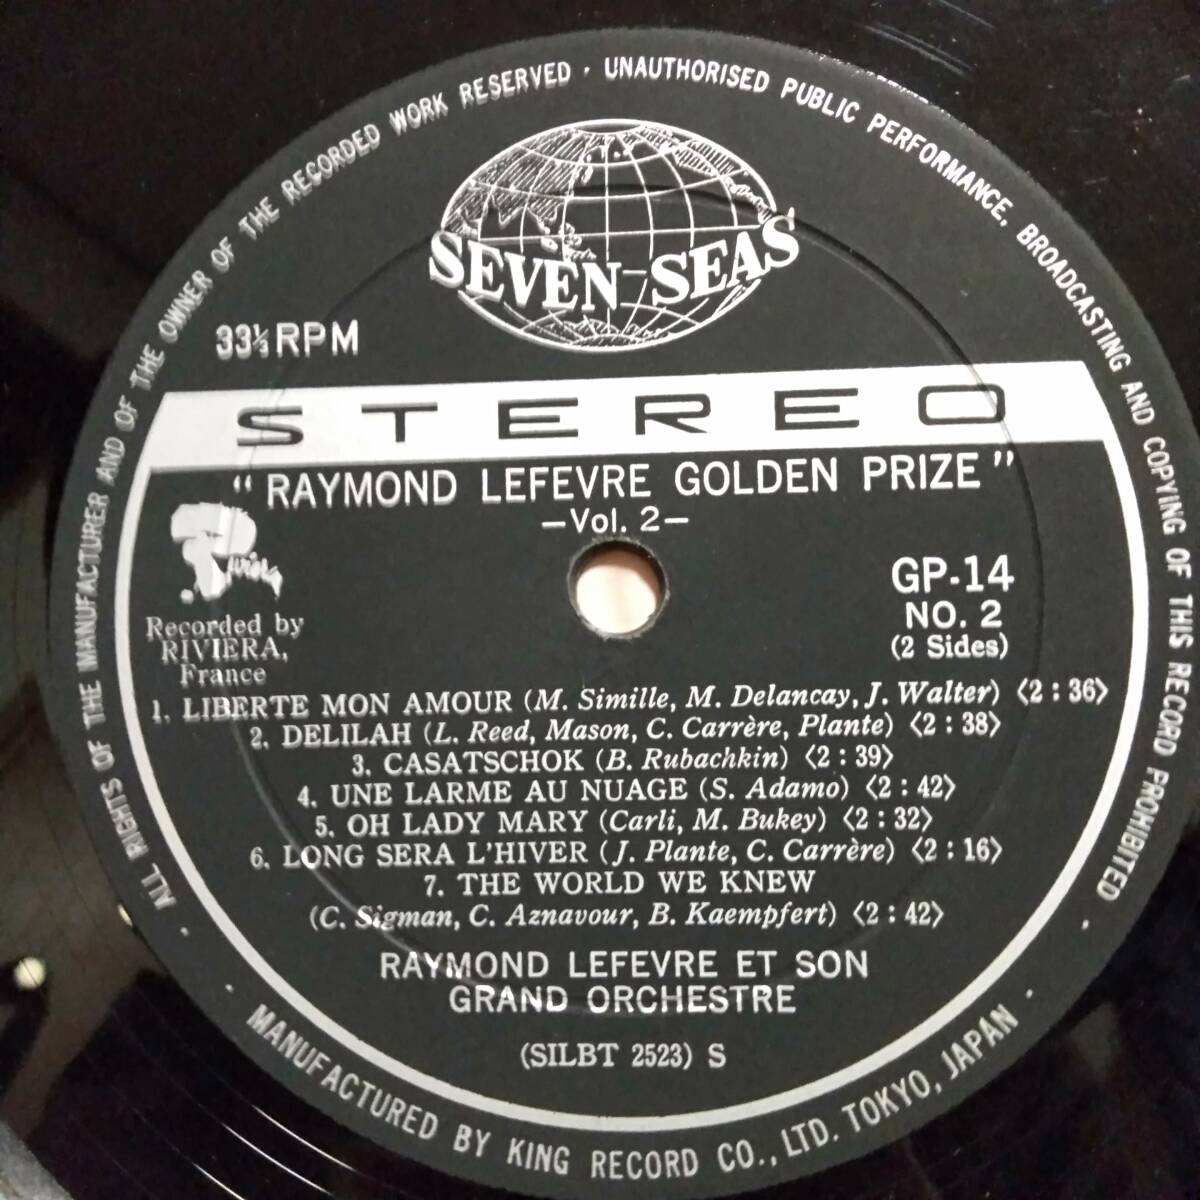 ALL RIGHTS OF THE MANUFACTURER AND OF THE OWNER OF THE RECORDED WORK RESERVED · UNAUTHORISED PUBLIC PERFORMANCE, BROADCASTING AND COPYING OF THIS RECORD PROHIBITED
SEVEN-SEAS
33⅓ RPM
STEREO
"RAYMOND LEFEVRE GOLDEN PRIZE"
—Vol. 2—
Riviera
Recorded by
RIVIERA,
France
GP-14
NO. 2
(2 Sides)
1. LIBERTE MON AMOUR (M. Simille, M. Delancay, J. Walter) ⟨2:36⟩
2. DELILAH (L. Reed, Mason, C. Carrère, Plante) ⟨2:38⟩
3. CASATSCHOK (B. Rubachkin) ⟨2:39⟩
4. UNE LARME AU NUAGE (S. Adamo) ⟨2:42⟩
5. OH LADY MARY (Carli, M. Bukey) ⟨2:32⟩
6. LONG SERA L'HIVER (J. Plante, C. Carrère) ⟨2:16⟩
7. THE WORLD WE KNEW
(C. Sigman, C. Aznavour, B. Kaempfert) ⟨2:42⟩
RAYMOND LEFEVRE ET SON
GRAND ORCHESTRE
(SILBT 2523) S
· MANUFACTURED BY KING RECORD CO., LTD. TOKYO, JAPAN ·